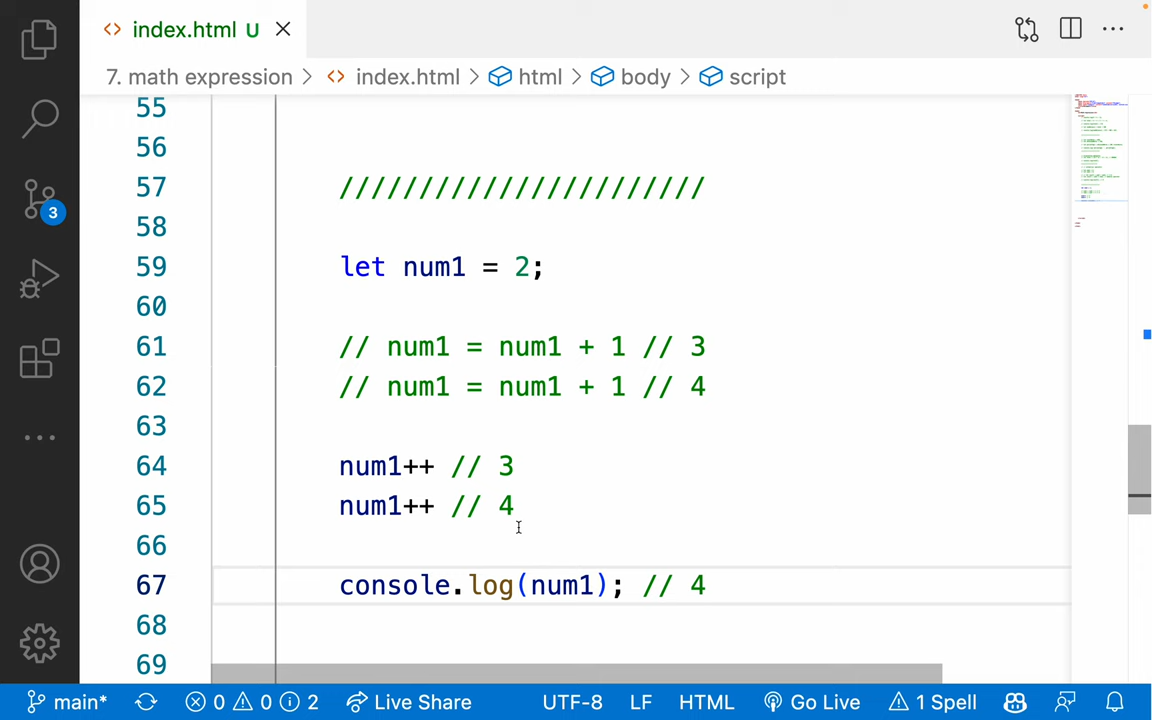 index.html U
7. math expression > index.html > html > body > script
55
56
57 ///////////////////////
58
59 let num1 = 2;
60
61 // num1 = num1 + 1 // 3
62 // num1 = num1 + 1 // 4
63
64 num1++ // 3
65 num1++ // 4
66
67 console.log(num1); // 4
68
69
3
main* 0 0 2 Live Share UTF-8 LF HTML Go Live 1 Spell